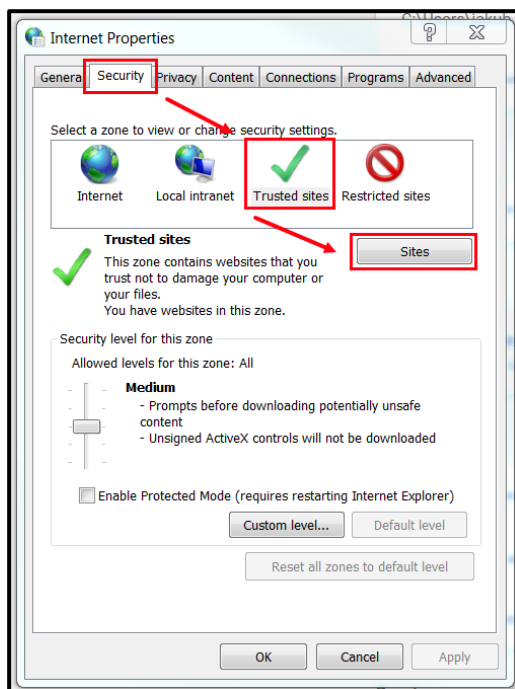 C:\Users\jakub
Internet Properties
General Security Privacy Content Connections Programs Advanced
Select a zone to view or change security settings.
Internet Local intranet Trusted sites Restricted sites
Trusted sites
Sites
This zone contains websites that you
trust not to damage your computer or
your files.
You have websites in this zone.
Security level for this zone
Allowed levels for this zone: All
Medium
- Prompts before downloading potentially unsafe
content
- Unsigned ActiveX controls will not be downloaded
Enable Protected Mode (requires restarting Internet Explorer)
Custom level... Default level
Reset all zones to default level
OK Cancel Apply